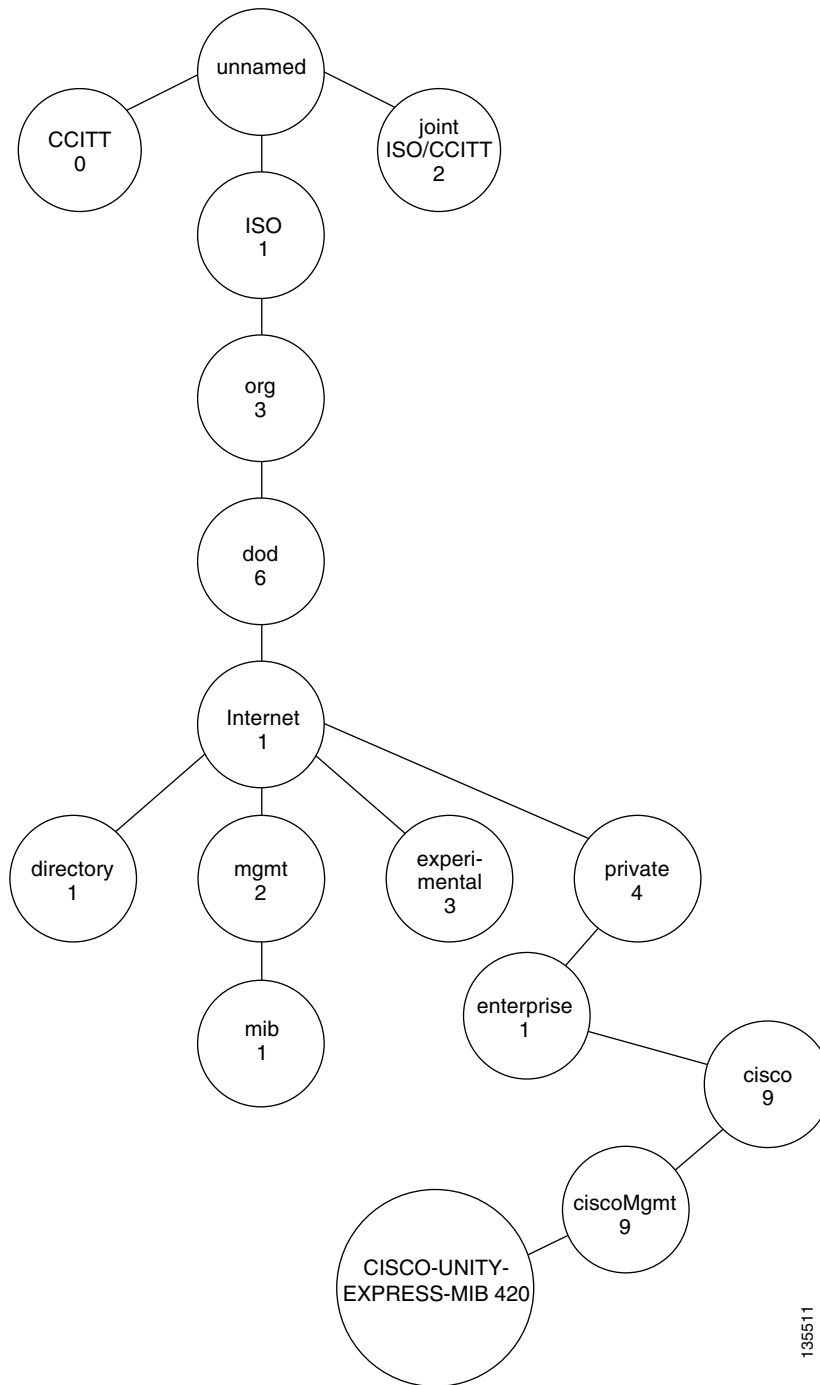 unnamed
CCITT
0
joint
ISO/CCITT
2
ISO
1
org
3
dod
6
Internet
1
directory
1
mgmt
2
experi-
mental
3
private
4
enterprise
1
mib
1
cisco
9
ciscoMgmt
9
CISCO-UNITY-
EXPRESS-MIB 420
135511